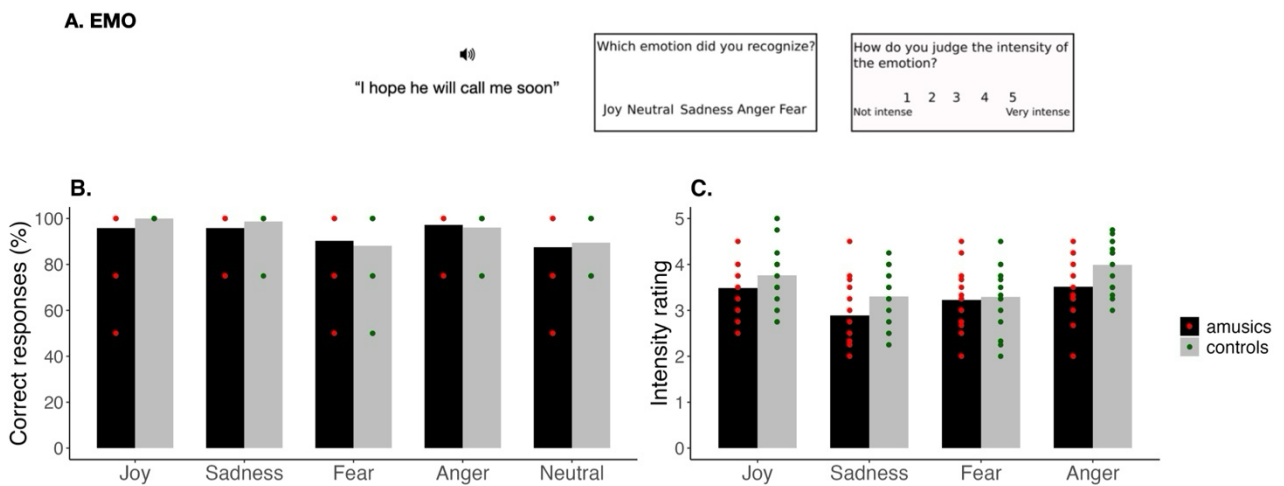 A. EMO
“I hope he will call me soon”
Which emotion did you recognize?
Joy Neutral Sadness Anger Fear
How do you judge the intensity of
the emotion?
1 2 3 4 5
Not intense Very intense
B.
Correct responses (%)
100
80
60
40
20
0
Joy Sadness Fear Anger Neutral
C.
Intensity rating
5
4
3
2
1
0
Joy Sadness Fear Anger
amusics
controls